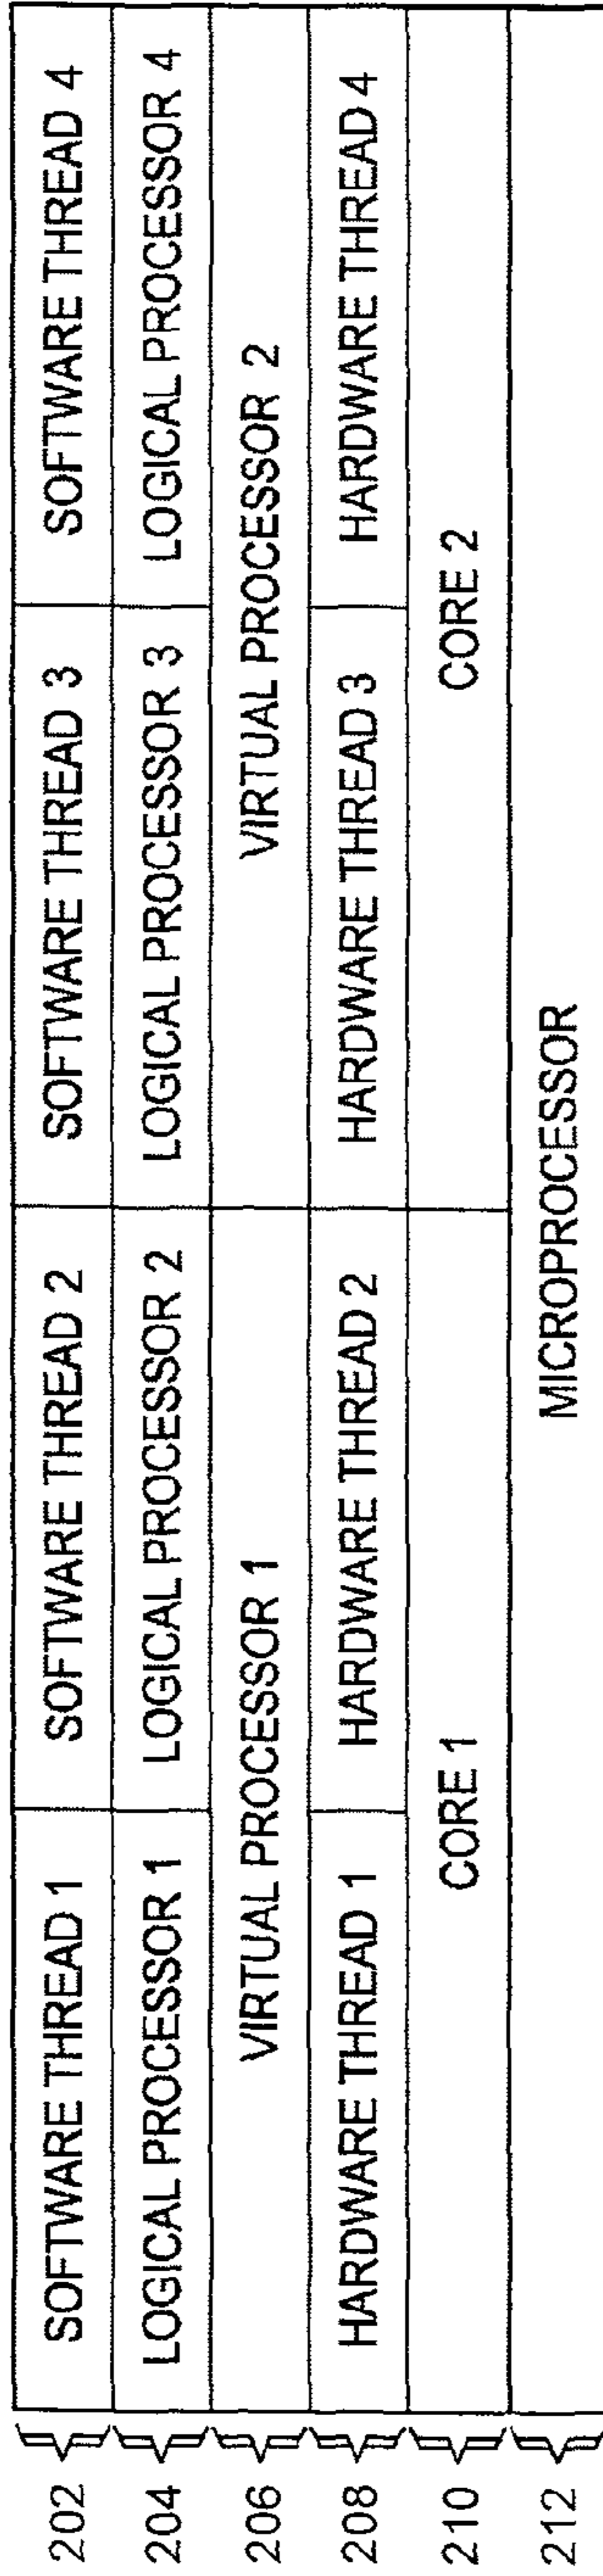 202 SOFTWARE THREAD 1 SOFTWARE THREAD 2 SOFTWARE THREAD 3 SOFTWARE THREAD 4
204 LOGICAL PROCESSOR 1 LOGICAL PROCESSOR 2 LOGICAL PROCESSOR 3 LOGICAL PROCESSOR 4
206 VIRTUAL PROCESSOR 1 VIRTUAL PROCESSOR 2
208 HARDWARE THREAD 1 HARDWARE THREAD 2 HARDWARE THREAD 3 HARDWARE THREAD 4
210 CORE 1 CORE 2
212 MICROPROCESSOR